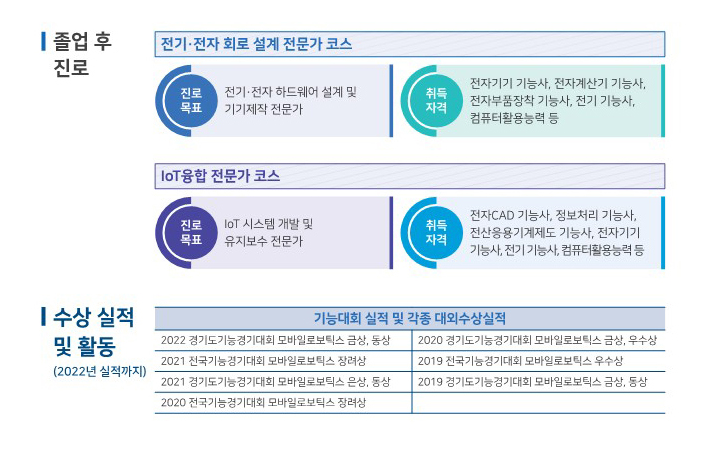 졸업 후
진로
전기·전자 회로 설계 전문가 코스
진로
목표
전기·전자 하드웨어 설계 및
기기제작 전문가
취득
자격
전자기기 기능사, 전자계산기 기능사,
전자부품장착 기능사, 전기 기능사,
컴퓨터활용능력 등
IoT융합 전문가 코스
진로
목표
IoT 시스템 개발 및
유지보수 전문가
취득
자격
전자CAD 기능사, 정보처리 기능사,
전산응용기계제도 기능사, 전자기기
기능사, 전기 기능사, 컴퓨터활용능력 등
수상 실적
및 활동
(2022년 실적까지)
기능대회 실적 및 각종 대외수상실적
2022 경기도기능경기대회 모바일로보틱스 금상, 동상
2020 경기도기능경기대회 모바일로보틱스 금상, 우수상
2021 전국기능경기대회 모바일로보틱스 장려상
2019 전국기능경기대회 모바일로보틱스 우수상
2021 경기도기능경기대회 모바일로보틱스 은상, 동상
2019 경기도기능경기대회 모바일로보틱스 금상, 동상
2020 전국기능경기대회 모바일로보틱스 장려상